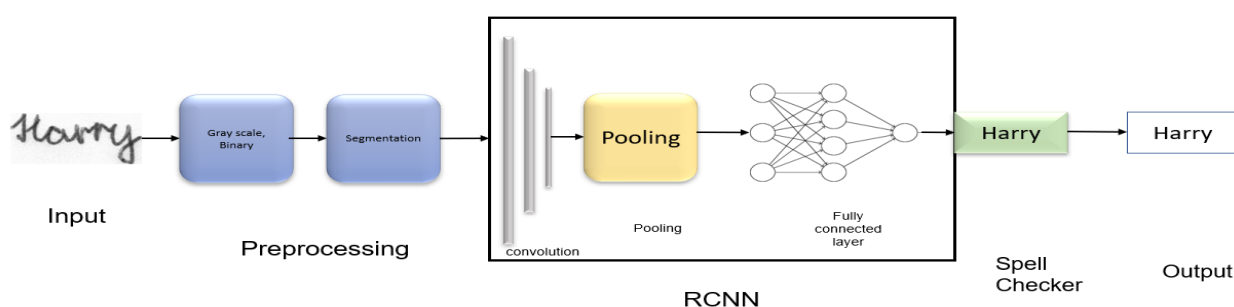 Harry
Gray scale,
Binary
Segmentation
Pooling
Harry
Harry
Input
Preprocessing
convolution
Pooling
Fully
connected
layer
RCNN
Spell
Checker
Output